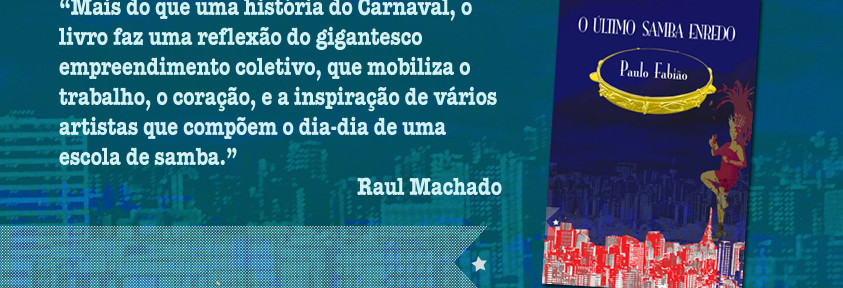 “Mais do que uma história do Carnaval, o
livro faz uma reflexão do gigantesco
empreendimento coletivo, que mobiliza o
trabalho, o coração, e a inspiração de vários
artistas que compõem o dia-dia de uma
escola de samba.”
Raul Machado
O ÚLTIMO SAMBA ENREDO
Paulo Fabião